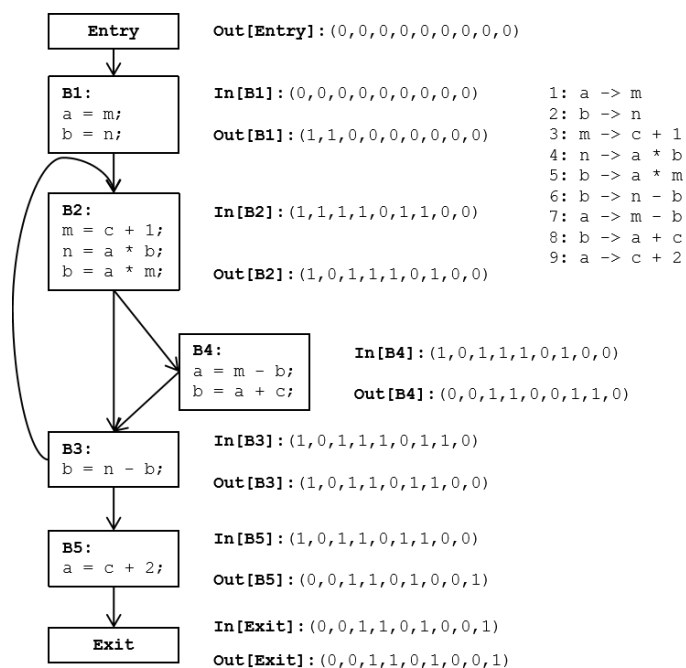 Entry
Out[Entry]:(0,0,0,0,0,0,0,0,0)
B1:
a = m;
b = n;
In[B1]:(0,0,0,0,0,0,0,0,0)
Out[B1]:(1,1,0,0,0,0,0,0,0)
1: a -> m
2: b -> n
3: m -> c + 1
4: n -> a * b
5: b -> a * m
6: b -> n - b
7: a -> m - b
8: b -> a + c
9: a -> c + 2
B2:
m = c + 1;
n = a * b;
b = a * m;
In[B2]:(1,1,1,1,0,1,1,0,0)
Out[B2]:(1,0,1,1,1,0,1,0,0)
B4:
a = m - b;
b = a + c;
In[B4]:(1,0,1,1,1,0,1,0,0)
Out[B4]:(0,0,1,1,0,0,1,1,0)
B3:
b = n - b;
In[B3]:(1,0,1,1,1,0,1,1,0)
Out[B3]:(1,0,1,1,0,1,1,0,0)
B5:
a = c + 2;
In[B5]:(1,0,1,1,0,1,1,0,0)
Out[B5]:(0,0,1,1,0,1,0,0,1)
Exit
In[Exit]:(0,0,1,1,0,1,0,0,1)
Out[Exit]:(0,0,1,1,0,1,0,0,1)